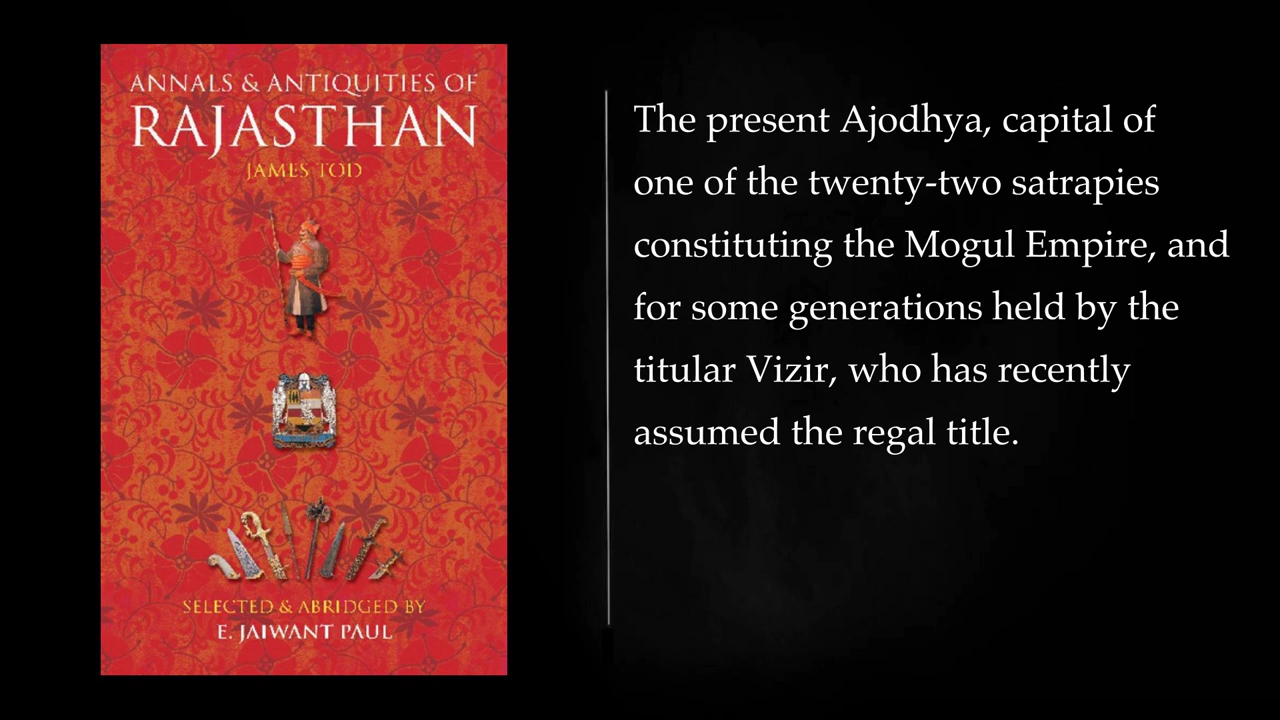 ANNALS & ANTIQUITIES OF
RAJASTHAN
JAMES TOD
SELECTED & ABRIDGED BY
E. JAIWANT PAUL
The present Ajodhya, capital of
one of the twenty-two satrapies
constituting the Mogul Empire, and
for some generations held by the
titular Vizir, who has recently
assumed the regal title.